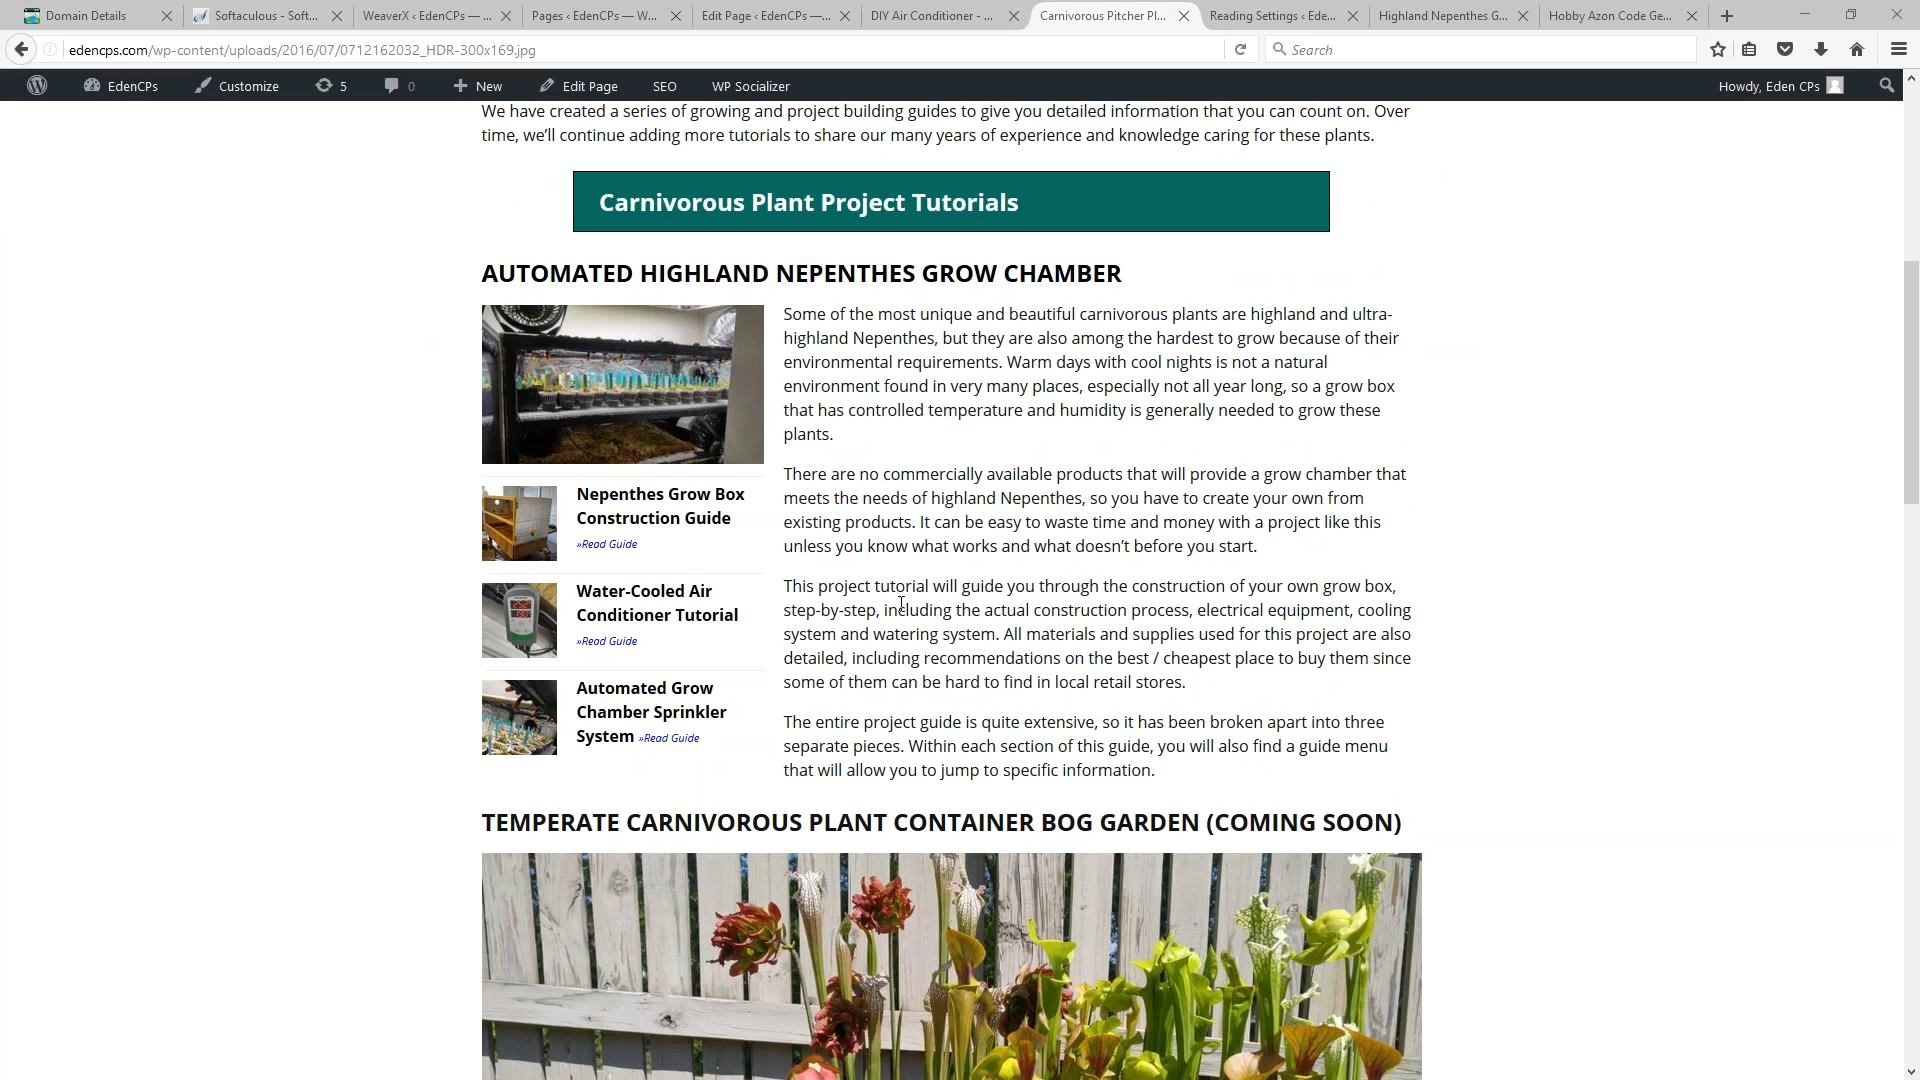 Domain Details
Softaculous - Soft...
WeaverX ‹ EdenCPs — ...
Pages ‹ EdenCPs — W...
Edit Page ‹ EdenCPs —...
DIY Air Conditioner - ...
Carnivorous Pitcher Pl...
Reading Settings ‹ Ede...
Highland Nepenthes G...
Hobby Azon Code Ge...
edencps.com/wp-content/uploads/2016/07/0712162032_HDR-300x169.jpg
Search
EdenCPs
Customize
5
0
New
Edit Page
SEO
WP Socializer
Howdy, Eden CPs
We have created a series of growing and project building guides to give you detailed information that you can count on. Over
time, we’ll continue adding more tutorials to share our many years of experience and knowledge caring for these plants.
Carnivorous Plant Project Tutorials
AUTOMATED HIGHLAND NEPENTHES GROW CHAMBER
Nepenthes Grow Box
Construction Guide
»Read Guide
Water-Cooled Air
Conditioner Tutorial
»Read Guide
Automated Grow
Chamber Sprinkler
System »Read Guide
Some of the most unique and beautiful carnivorous plants are highland and ultra-
highland Nepenthes, but they are also among the hardest to grow because of their
environmental requirements. Warm days with cool nights is not a natural
environment found in very many places, especially not all year long, so a grow box
that has controlled temperature and humidity is generally needed to grow these
plants.
There are no commercially available products that will provide a grow chamber that
meets the needs of highland Nepenthes, so you have to create your own from
existing products. It can be easy to waste time and money with a project like this
unless you know what works and what doesn’t before you start.
This project tutorial will guide you through the construction of your own grow box,
step-by-step, including the actual construction process, electrical equipment, cooling
system and watering system. All materials and supplies used for this project are also
detailed, including recommendations on the best / cheapest place to buy them since
some of them can be hard to find in local retail stores.
The entire project guide is quite extensive, so it has been broken apart into three
separate pieces. Within each section of this guide, you will also find a guide menu
that will allow you to jump to specific information.
TEMPERATE CARNIVOROUS PLANT CONTAINER BOG GARDEN (COMING SOON)